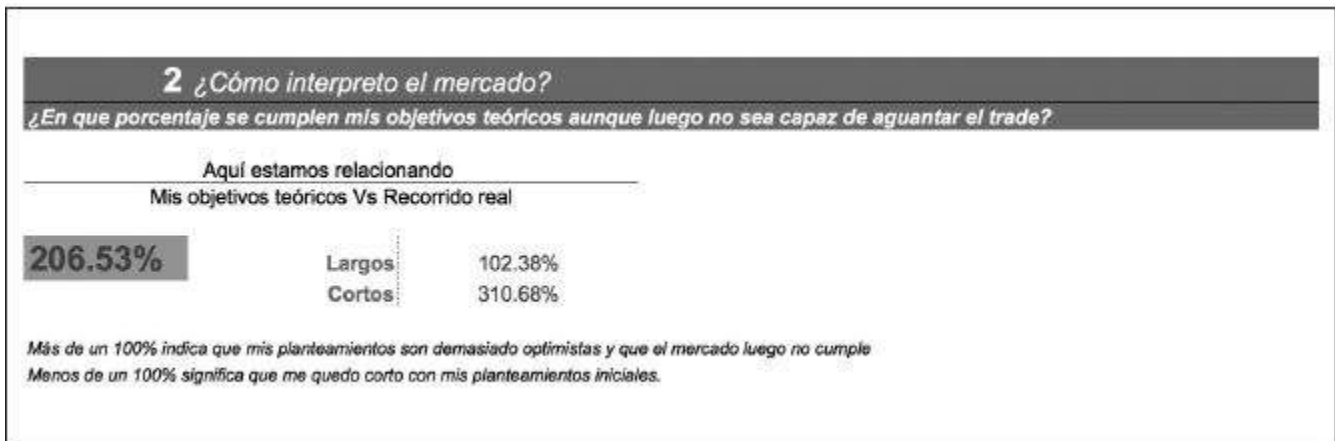 2 ¿Cómo interpreto el mercado?
¿En que porcentaje se cumplen mis objetivos teóricos aunque luego no sea capaz de aguantar el trade?
Aquí estamos relacionando
Mis objetivos teóricos Vs Recorrido real
206.53%
Largos 102.38%
Cortos 310.68%
Más de un 100% indica que mis planteamientos son demasiado optimistas y que el mercado luego no cumple
Menos de un 100% significa que me quedo corto con mis planteamientos iniciales.